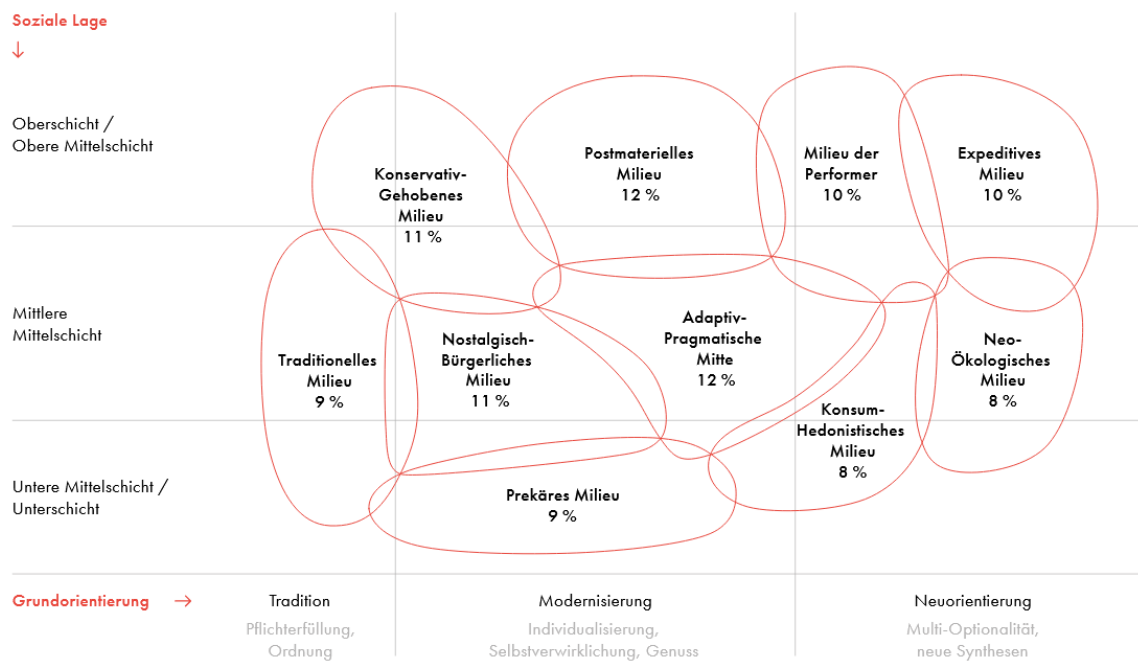 Soziale Lage
↓
Oberschicht /
Obere Mittelschicht
Konservativ-
Gehobenes
Milieu
11 %
Postmaterielles
Milieu
12 %
Milieu der
Performer
10 %
Expeditives
Milieu
10 %
Mittlere
Mittelschicht
Traditionelles
Milieu
9 %
Nostalgisch-
Bürgerliches
Milieu
11 %
Adaptiv-
Pragmatische
Mitte
12 %
Konsum-
Hedonistisches
Milieu
8 %
Neo-
Ökologisches
Milieu
8 %
Untere Mittelschicht /
Unterschicht
Prekäres Milieu
9 %
Grundorientierung →
Tradition
Pflichterfüllung,
Ordnung
Modernisierung
Individualisierung,
Selbstverwirklichung, Genuss
Neuorientierung
Multi-Optionalität,
neue Synthesen